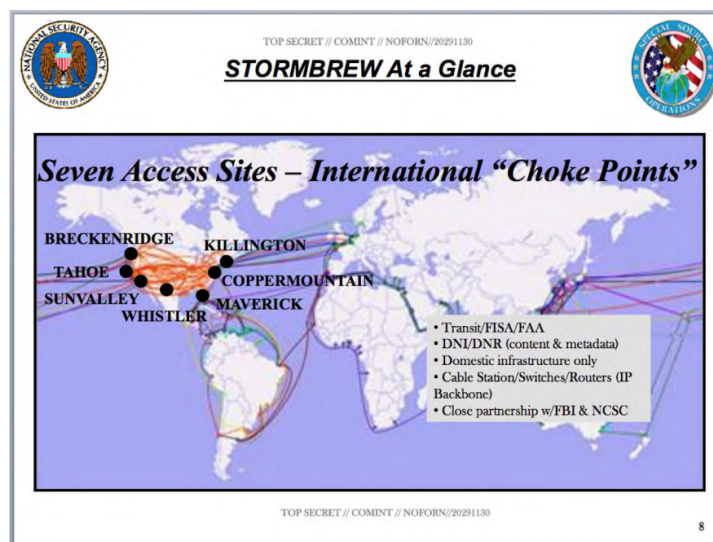 TOP SECRET // COMINT // NOFORN//20291130
STORMBREW At a Glance
NATIONAL SECURITY AGENCY
UNITED STATES OF AMERICA
SPECIAL SOURCE
OPERATIONS
Seven Access Sites – International “Choke Points”
BRECKENRIDGE
KILLINGTON
TAHOE
COPPERMOUNTAIN
SUNVALLEY
MAVERICK
WHISTLER
• Transit/FISA/FAA
• DNI/DNR (content & metadata)
• Domestic infrastructure only
• Cable Station/Switches/Routers (IP
Backbone)
• Close partnership w/FBI & NCSC
TOP SECRET // COMINT // NOFORN//20291130
8